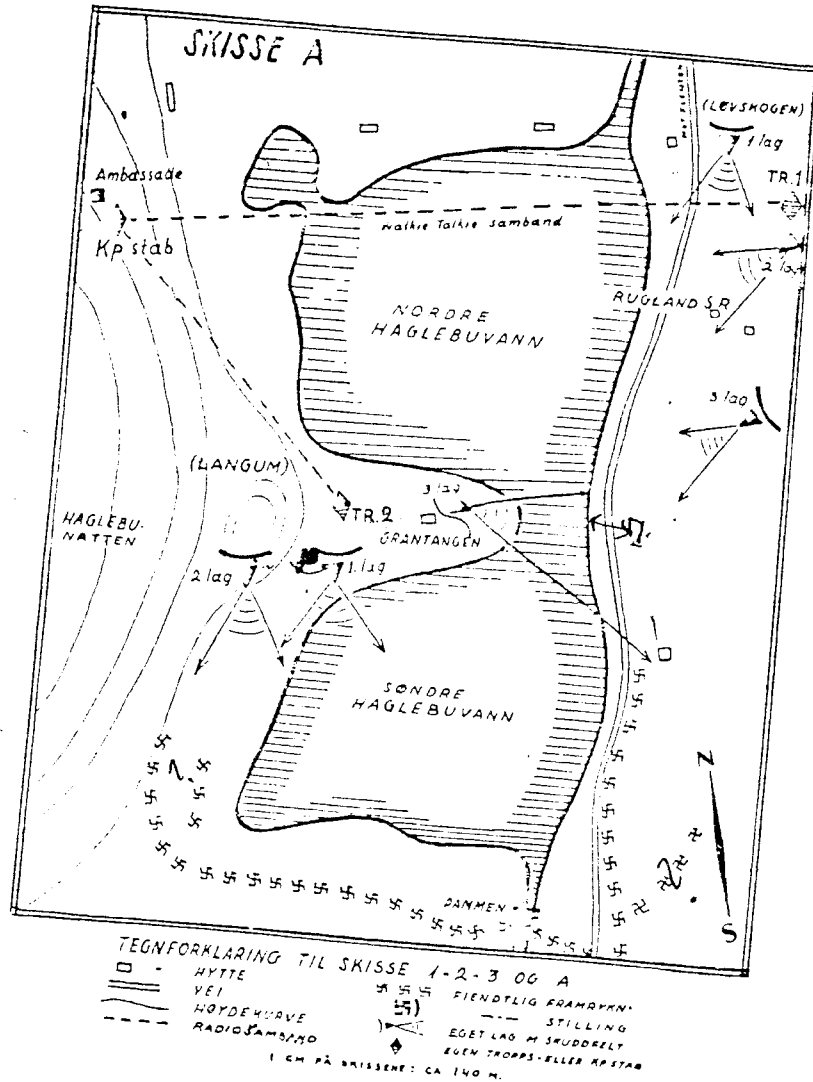 SKISSE A
(LØVSKOGEN)
1 lag
TR.1
Ambassade
Kp stab
Walkie Talkie samband
2 lag
RUGLAND S.R
NORDRE
HAGLEBUVANN
3 lag
(LANGUM)
3 lag
TR.2
GRANTANGEN
HAGLEBU-
NATTEN
2 lag
1 lag
SØNDRE
HAGLEBUVANN
1.
2.
N
S
DAMMEN
TEGNFORKLARING TIL SKISSE 1-2-3 OG A
HYTTE
VEI
HØYDEKURVE
RADIOSAMBAND
FIENDTLIG FRAMRYKN.
—·— STILLING
EGET LAG M SKUDDFELT
EGEN TROPPS-ELLER KP STAB
1 CM PÅ SKISSENE: CA 140 M.